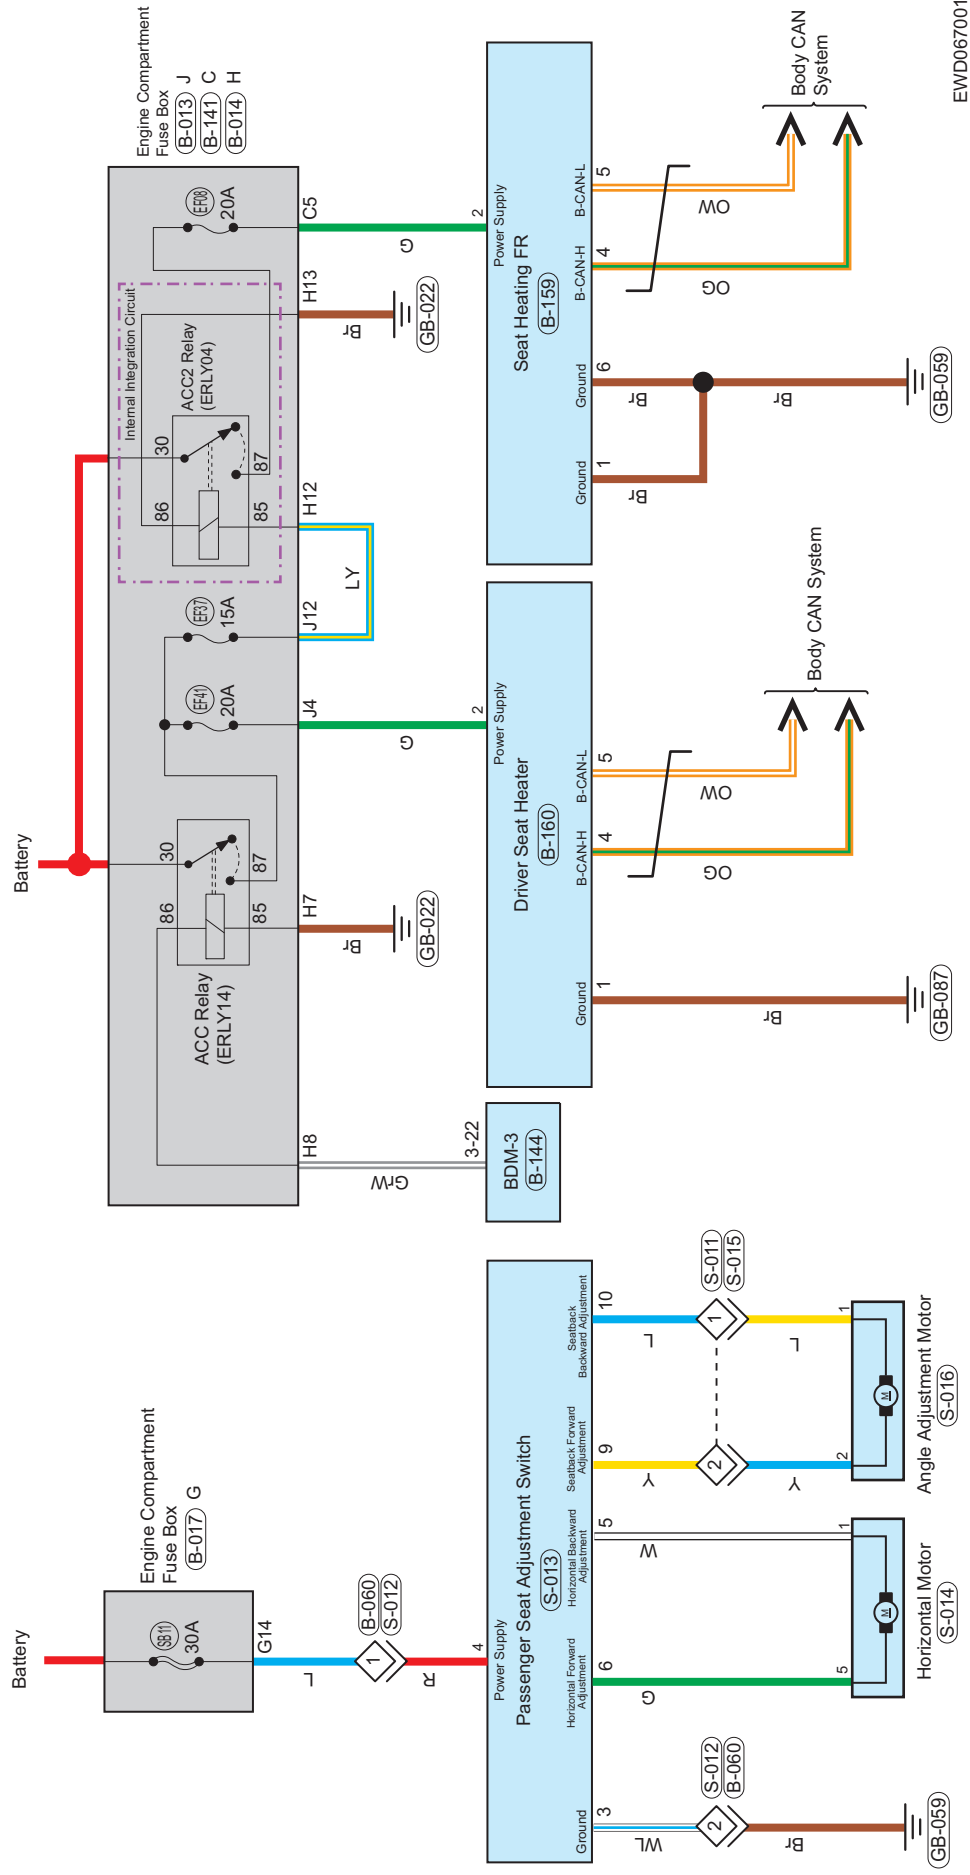 Battery
Engine Compartment
Fuse Box
B-017 G
SB11
30A
G14
L
1
B-060
S-012
R
4
Power Supply
Passenger Seat Adjustment Switch
S-013
Ground
Horizontal Forward
Adjustment
Horizontal Backward
Adjustment
Seatback Forward
Adjustment
Seatback
Backward Adjustment
3
6
5
9
10
WL
G
W
Y
L
2
S-012
B-060
Br
GB-059
2
1
S-011
S-015
Y
L
5
1
M
Horizontal Motor
S-014
2
1
M
Angle Adjustment Motor
S-016
Battery
Engine Compartment
Fuse Box
B-013 J
B-141 C
B-014 H
ACC Relay
(ERLY14)
86
30
85
87
EF41
20A
EF37
15A
Internal Integration Circuit
ACC2 Relay
(ERLY04)
86
30
85
87
EF08
20A
H8
H7
J4
J12
H12
H13
C5
GrW
Br
GB-022
G
LY
Br
GB-022
G
3-22
BDM-3
B-144
2
Power Supply
Driver Seat Heater
B-160
Ground
B-CAN-H
B-CAN-L
1
4
5
Br
OG
OW
GB-087
Body CAN System
2
Power Supply
Seat Heating FR
B-159
Ground
Ground
B-CAN-H
B-CAN-L
1
6
4
5
Br
Br
Br
OG
OW
GB-059
Body CAN
System
EWD067001